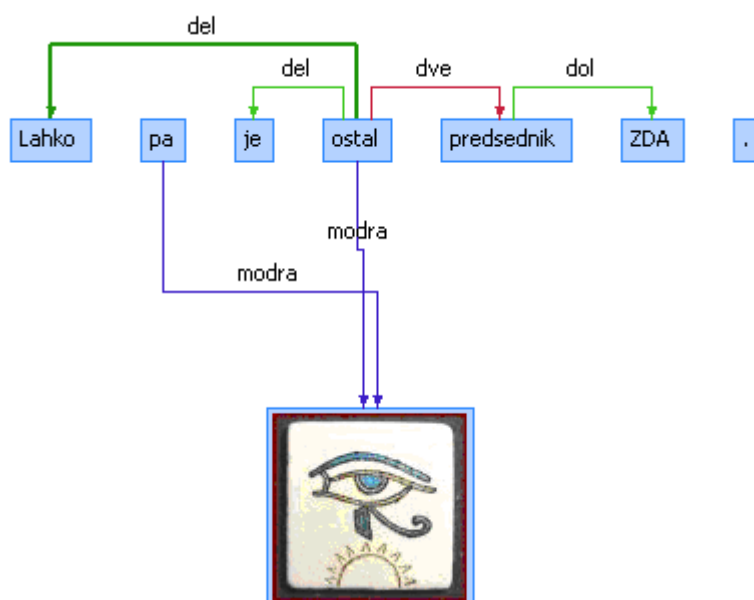 del
del dve dol
Lahko pa je ostal predsednik ZDA .
modra
modra